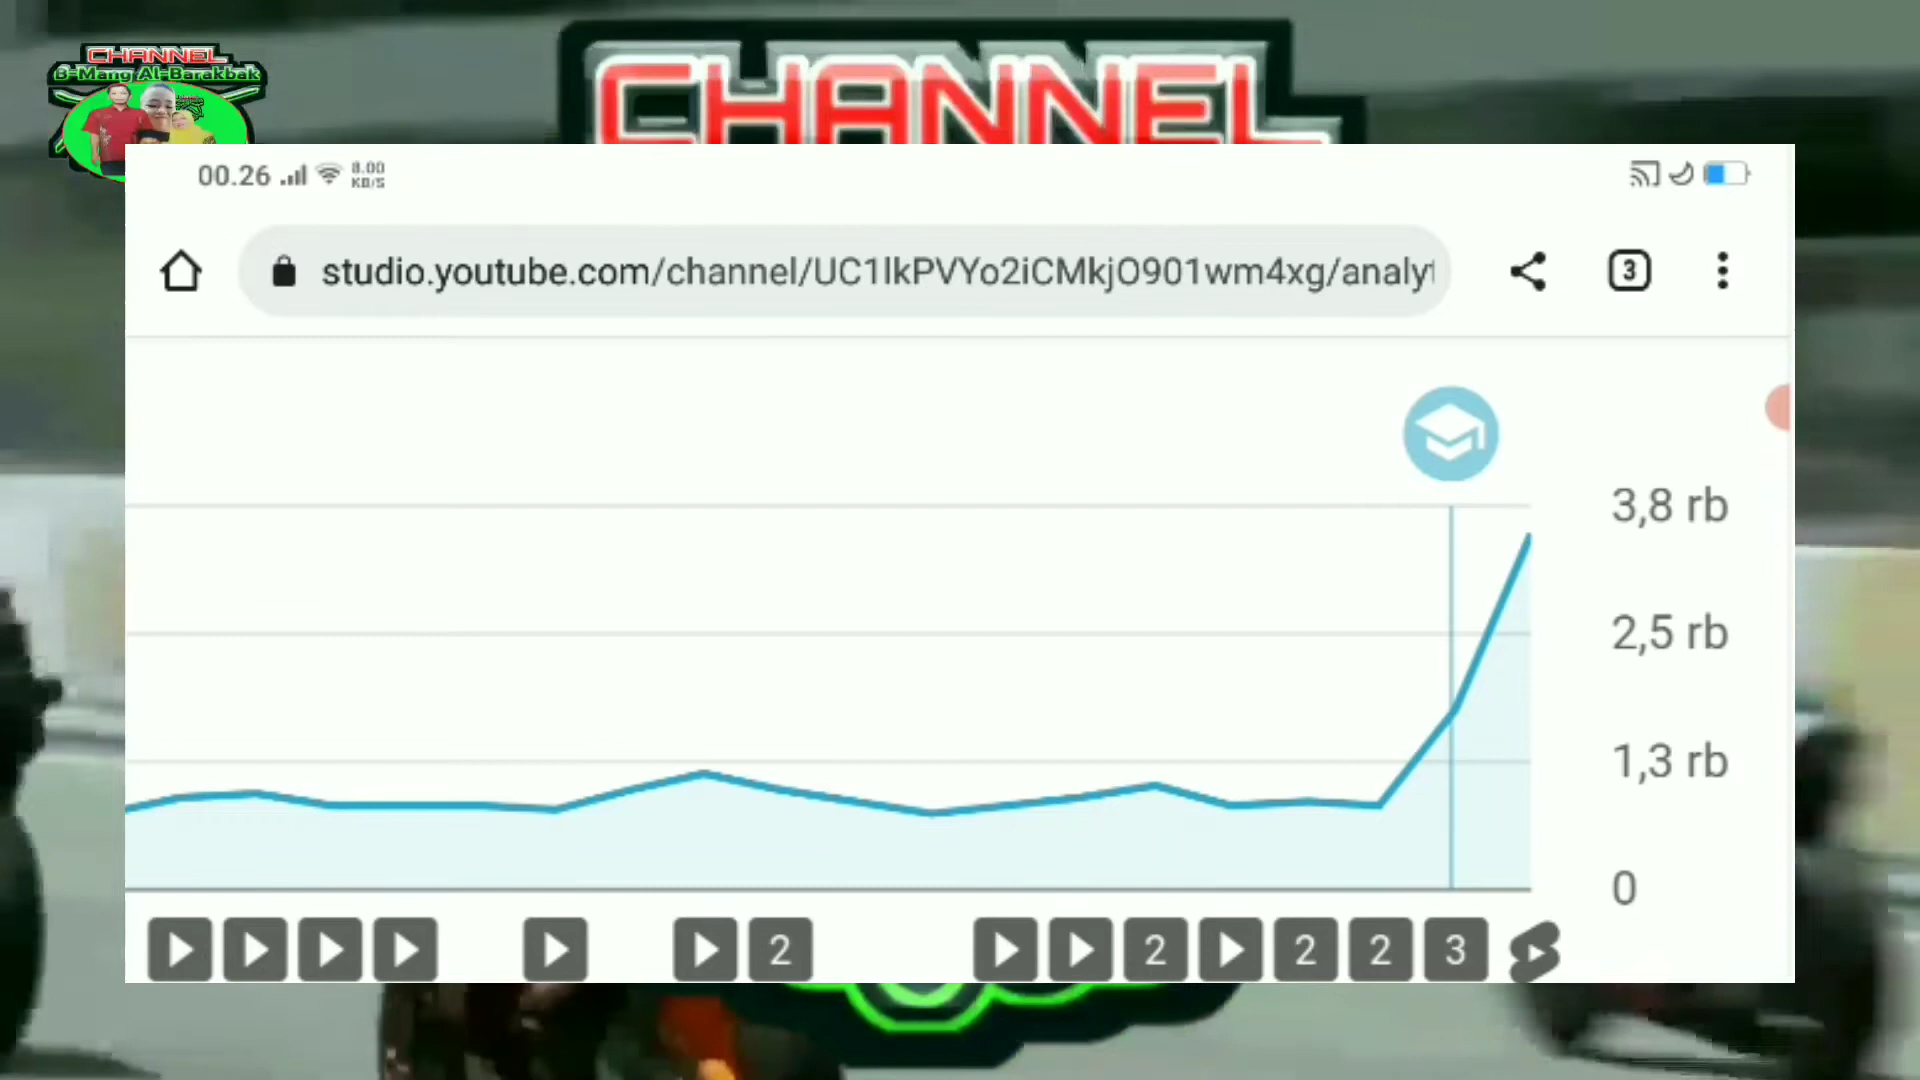 CHANNEL
B-Mang Al-Barakbak
CHANNEL
00.26
8.00
KB/S
studio.youtube.com/channel/UC1lkPVYo2iCMkjO901wm4xg/analyt
3
3,8 rb
2,5 rb
1,3 rb
0
2 2 2 2 3